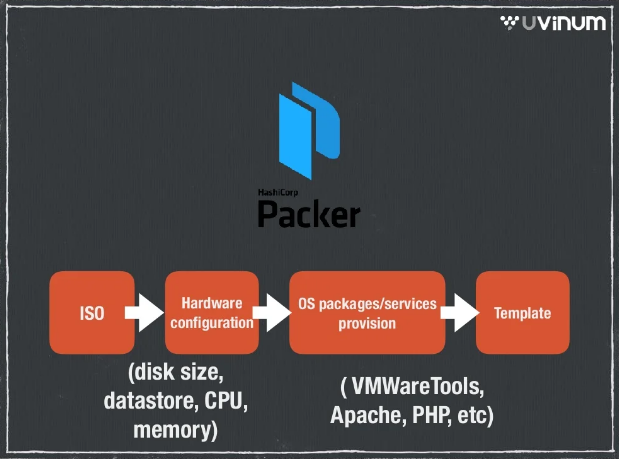 UVINUM
HashiCorp
Packer
ISO
Hardware
configuration
OS packages/services
provision
Template
(disk size,
datastore, CPU,
memory)
( VMWareTools,
Apache, PHP, etc)